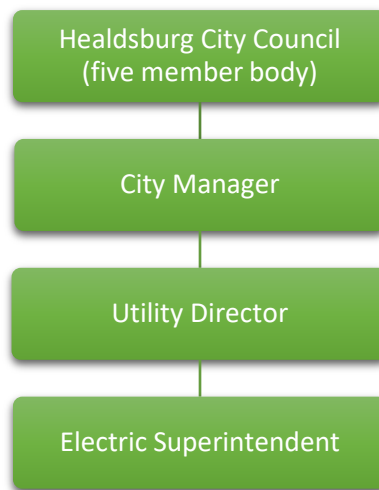 Healdsburg City Council
(five member body)
City Manager
Utility Director
Electric Superintendent